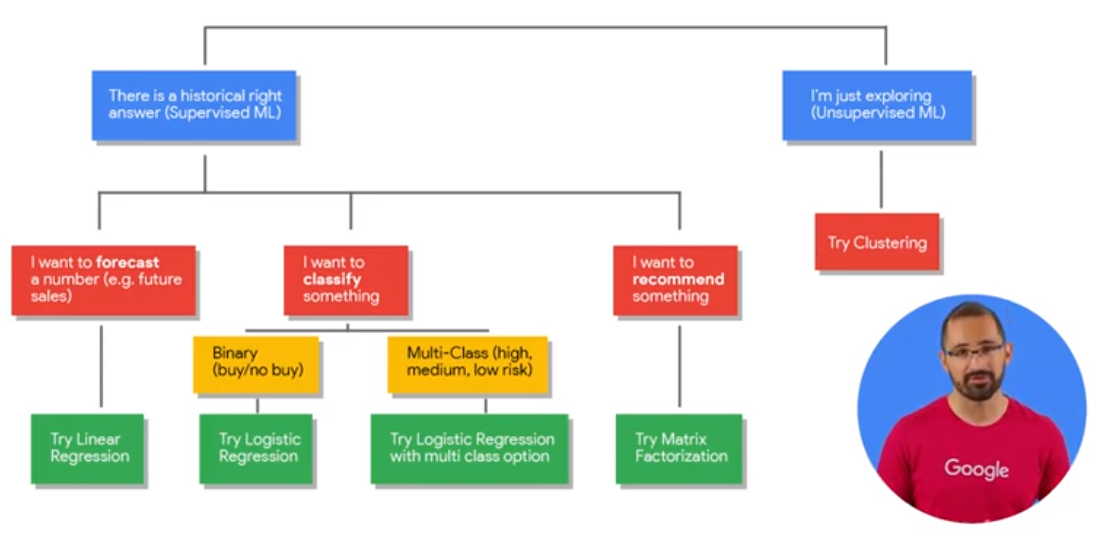 There is a historical right
answer (Supervised ML)
I'm just exploring
(Unsupervised ML)
I want to forecast
a number (e.g. future
sales)
I want to
classify
something
I want to
recommend
something
Try Clustering
Binary
(buy/no buy)
Multi-Class (high,
medium, low risk)
Try Linear
Regression
Try Logistic
Regression
Try Logistic Regression
with multi class option
Try Matrix
Factorization
Google